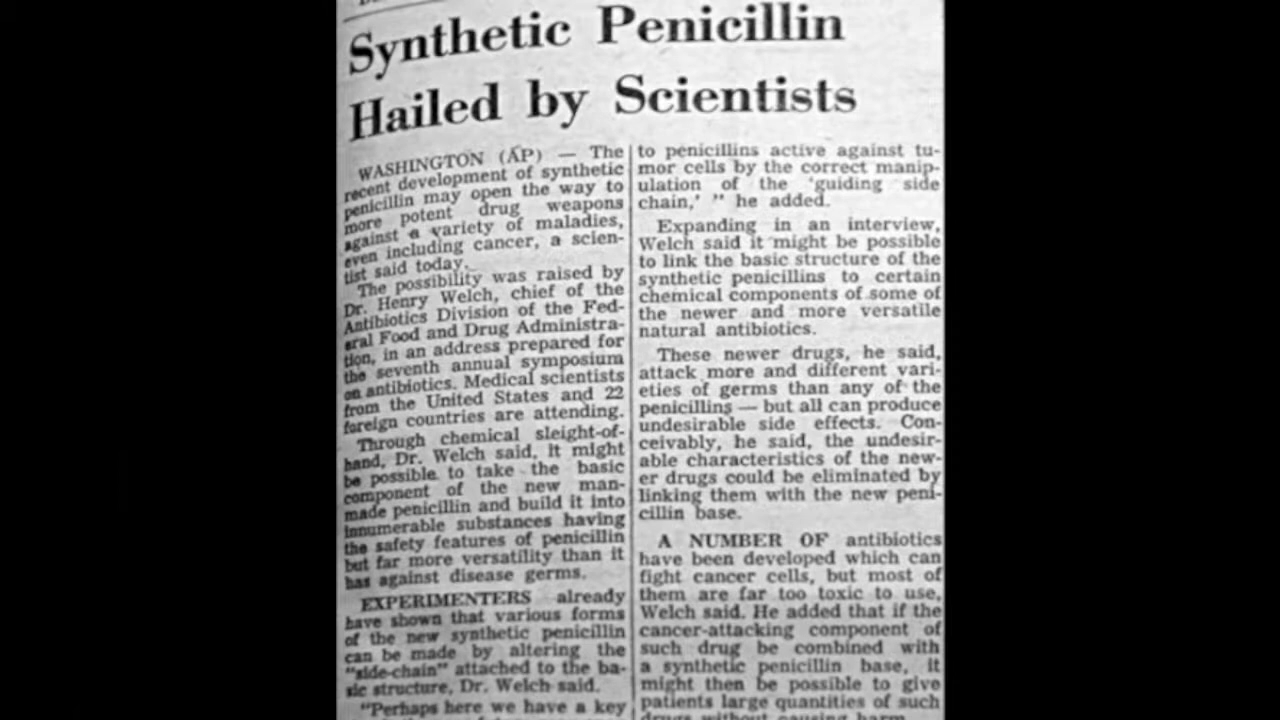 Synthetic Penicillin
Hailed by Scientists
WASHINGTON (AP) — The
recent development of synthetic
penicillin may open the way to
more potent drug weapons
against a variety of maladies,
even including cancer, a scien-
tist said today.
The possibility was raised by
Dr. Henry Welch, chief of the
Antibiotics Division of the Fed-
eral Food and Drug Administra-
tion, in an address prepared for
the seventh annual symposium
on antibiotics. Medical scientists
from the United States and 22
foreign countries are attending.
Through chemical sleight-of-
hand, Dr. Welch said, it might
be possible to take the basic
component of the new man-
made penicillin and build it into
innumerable substances having
the safety features of penicillin
but far more versatility than it
has against disease germs.
EXPERIMENTERS already
have shown that various forms
of the new synthetic penicillin
can be made by altering the
"side-chain" attached to the ba-
sic structure, Dr. Welch said.
"Perhaps here we have a key
to penicillins active against tu-
mor cells by the correct manip-
ulation of the 'guiding side
chain,' " he added.
Expanding in an interview,
Welch said it might be possible
to link the basic structure of the
synthetic penicillins to certain
chemical components of some of
the newer and more versatile
natural antibiotics.
These newer drugs, he said,
attack more and different vari-
eties of germs than any of the
penicillins — but all can produce
undesirable side effects. Con-
ceivably, he said, the undesir-
able characteristics of the new-
er drugs could be eliminated by
linking them with the new peni-
cillin base.
A NUMBER OF antibiotics
have been developed which can
fight cancer cells, but most of
them are far too toxic to use,
Welch said. He added that if the
cancer-attacking component of
such drug be combined with
a synthetic penicillin base, it
might then be possible to give
patients large quantities of such
drugs without causing harm.